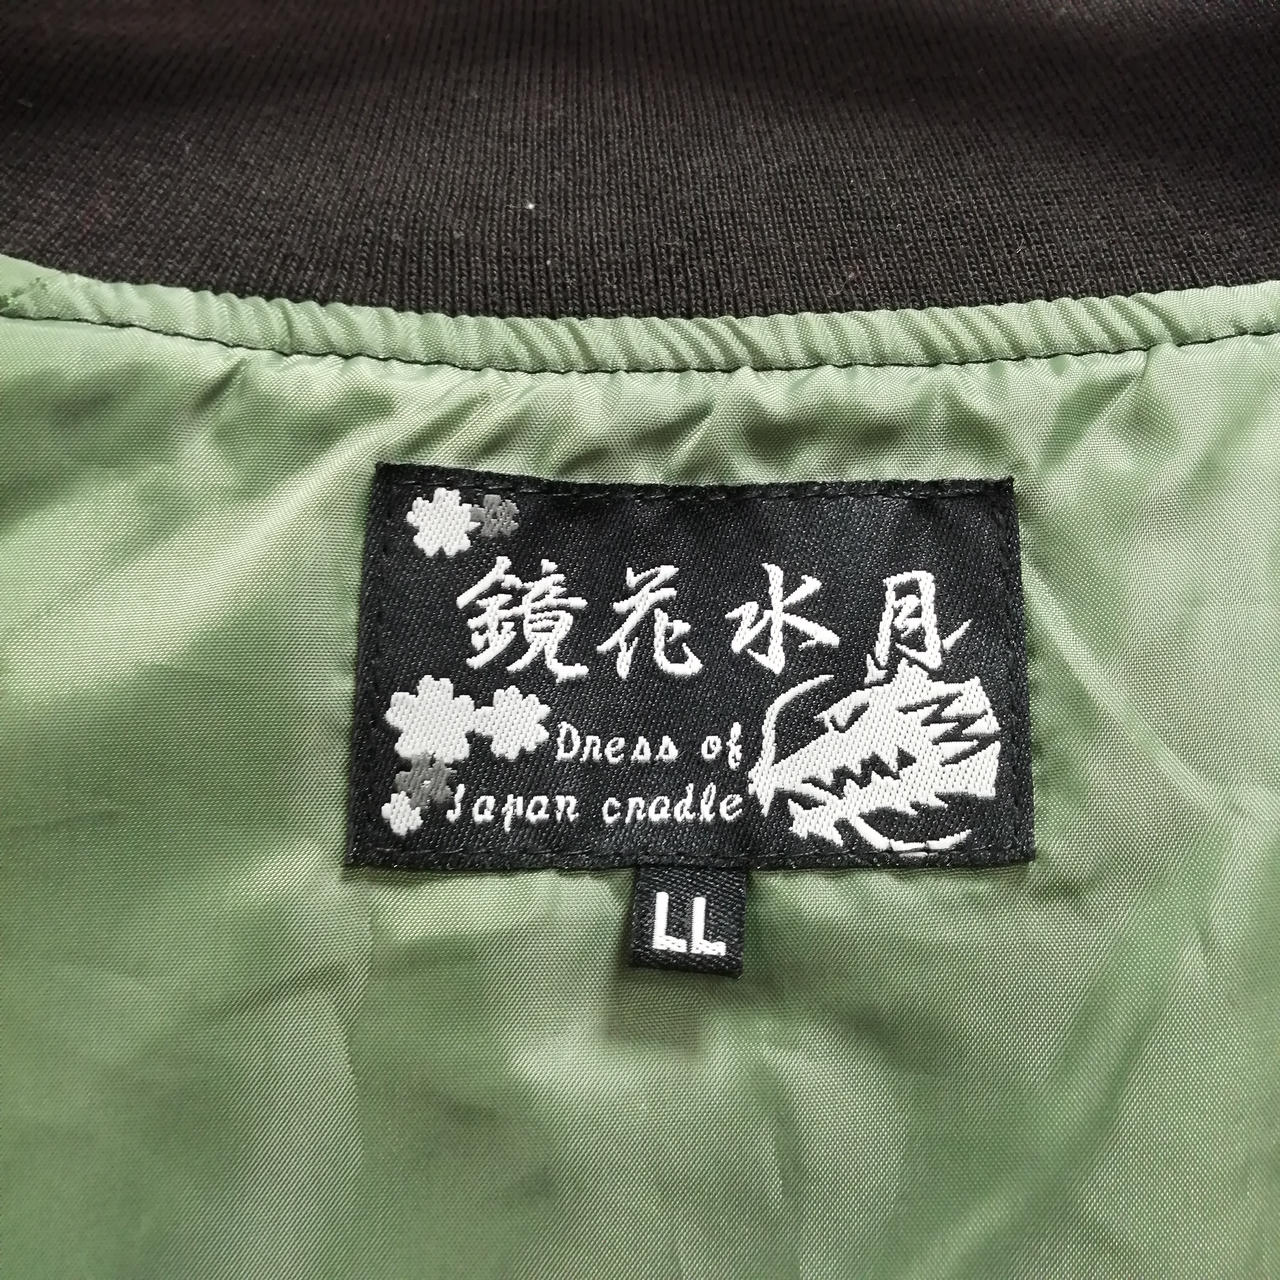 鏡花水月
Dress of
Japan cradle
LL